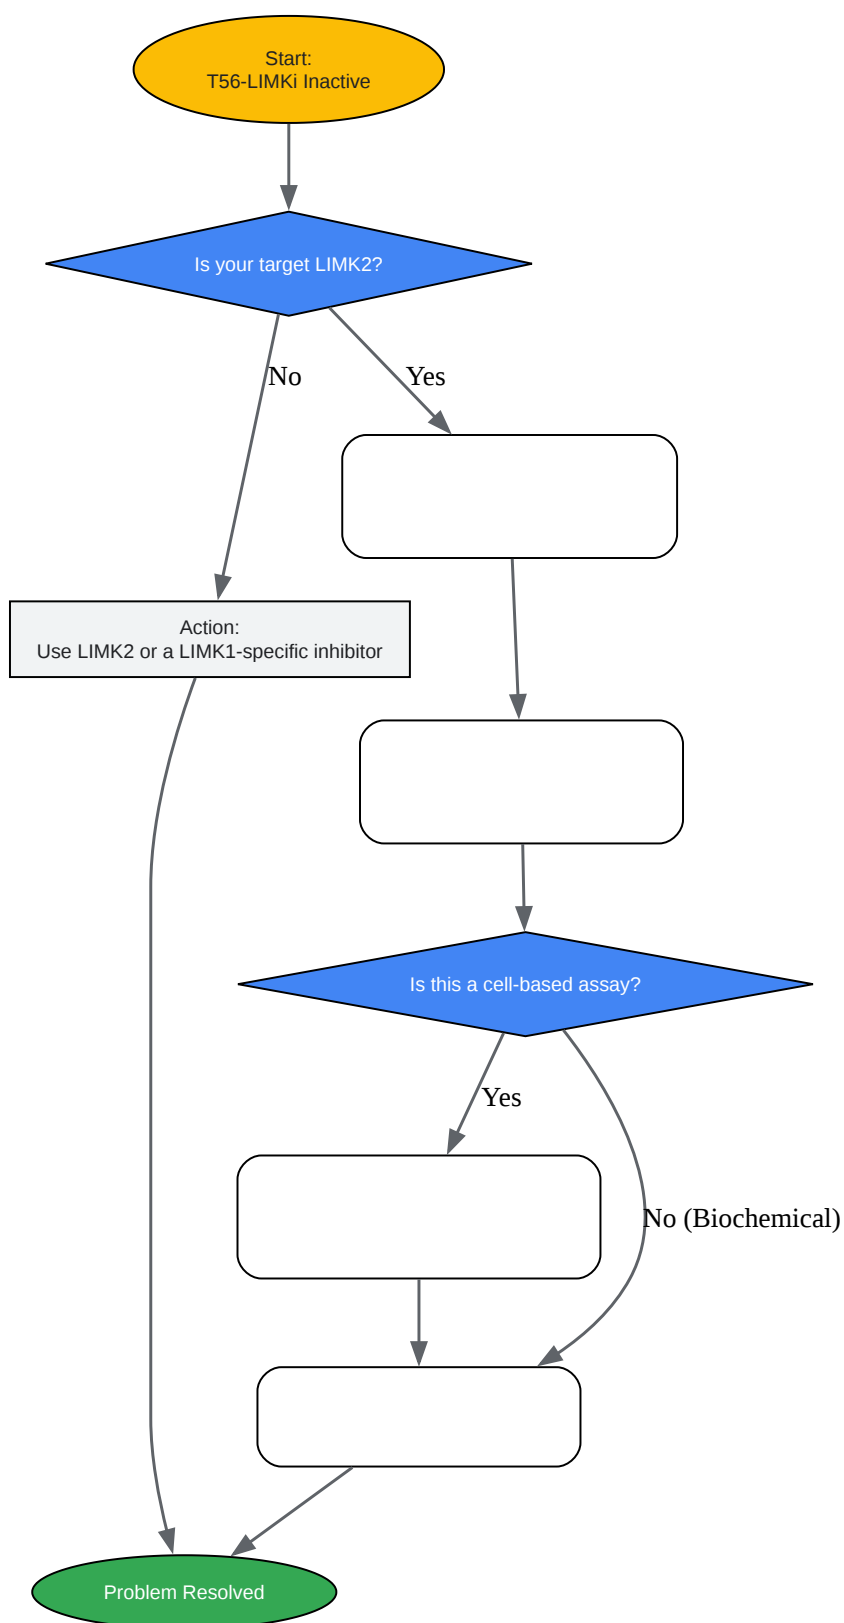 Start:
T56-LIMKi Inactive
Is your target LIMK2?
No
Yes
Action:
Use LIMK2 or a LIMK1-specific inhibitor
Is this a cell-based assay?
Yes
No (Biochemical)
Problem Resolved